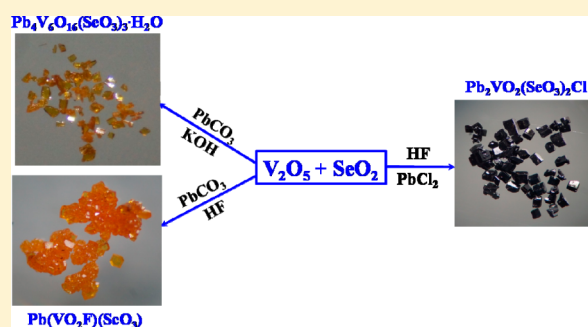 Pb₄V₆O₁₆(SeO₃)₃·H₂O
Pb₂VO₂(SeO₃)₂Cl
PbCO₃
KOH
HF
PbCl₂
V₂O₅ + SeO₂
PbCO₃
HF
Pb(VO₂F)(SeO₃)